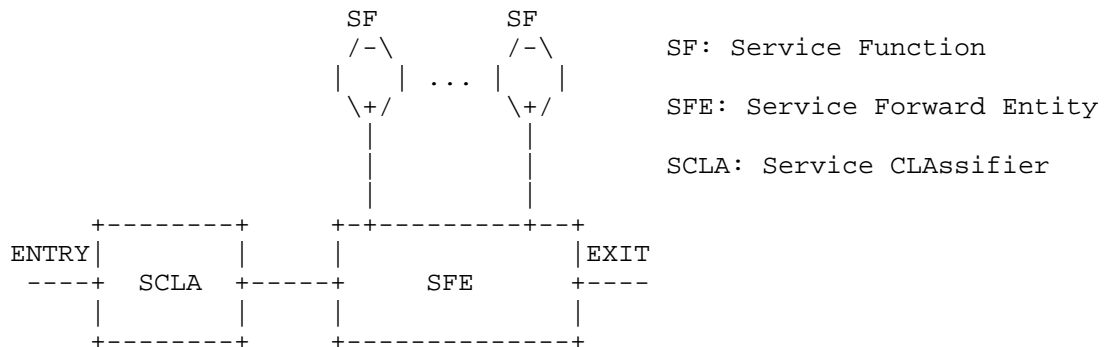 SF SF
SF: Service Function
...
SFE: Service Forward Entity
SCLA: Service CLAssifier
ENTRY EXIT
SCLA SFE